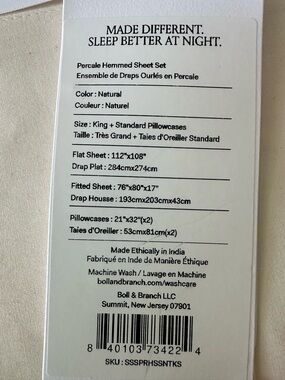 MADE DIFFERENT.
SLEEP BETTER AT NIGHT.
Percale Hemmed Sheet Set
Ensemble de Draps Ourlés en Percale
Color : Natural
Couleur : Naturel
Size : King + Standard Pillowcases
Taille : Très Grand + Taies d'Oreiller Standard
Flat Sheet : 112"x108"
Drap Plat : 284cmx274cm
Fitted Sheet : 76"x80"x17"
Drap Housse : 193cmx203cmx43cm
Pillowcases : 21"x32"(x2)
Taies d'Oreiller : 53cmx81cm(x2)
Made Ethically in India
Fabriqué en Inde de Manière Éthique
Machine Wash / Lavage en Machine
bollandbranch.com/washcare
Boll & Branch LLC
Summit, New Jersey 07901
8 40103 73422 4
SKU : SSSPRHSSNTKS